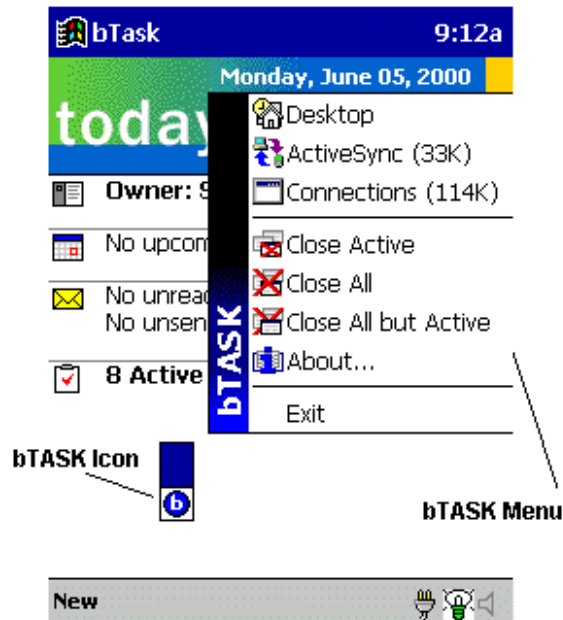 bTask 9:12a
Monday, June 05, 2000
today
Desktop
ActiveSync (33K)
Owner: S
Connections (114K)
No upcom
Close Active
Close All
No unread
No unsen
Close All but Active
About...
8 Active
Exit
bTASK
bTASK Icon
b
bTASK Menu
New